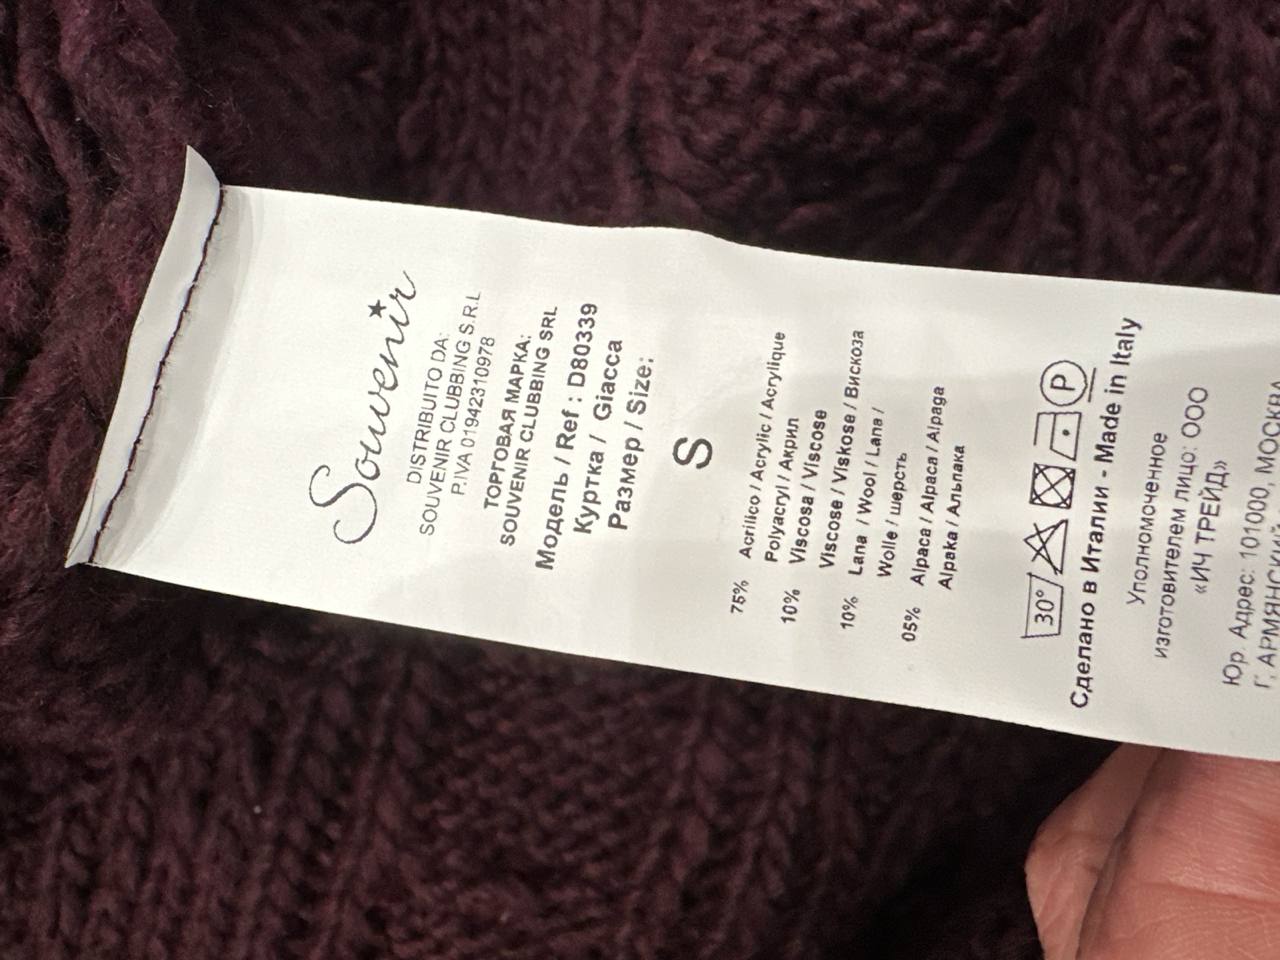 Souvenir
DISTRIBUITO DA:
SOUVENIR CLUBBING S.R.L
P.IVA 01942310978
ТОРГОВАЯ МАРКА:
SOUVENIR CLUBBING SRL
Модель / Ref : D80339
Куртка / Giacca
Размер / Size:
S
75% Acrilico / Acrylic / Acrylique
Polyacryl / Акрил
10% Viscosa / Viscose
Viscose / Viskose / Вискоза
10% Lana / Wool / Lana /
Wolle / шерсть
05% Alpaca / Alpaca / Alpaga
Alpaka / Альпака
30° P
Сделано в Италии - Made in Italy
Уполномоченное
изготовителем лицо: ООО
«ИЧ ТРЕЙД»
Юр. Адрес: 101000, МОСКВА